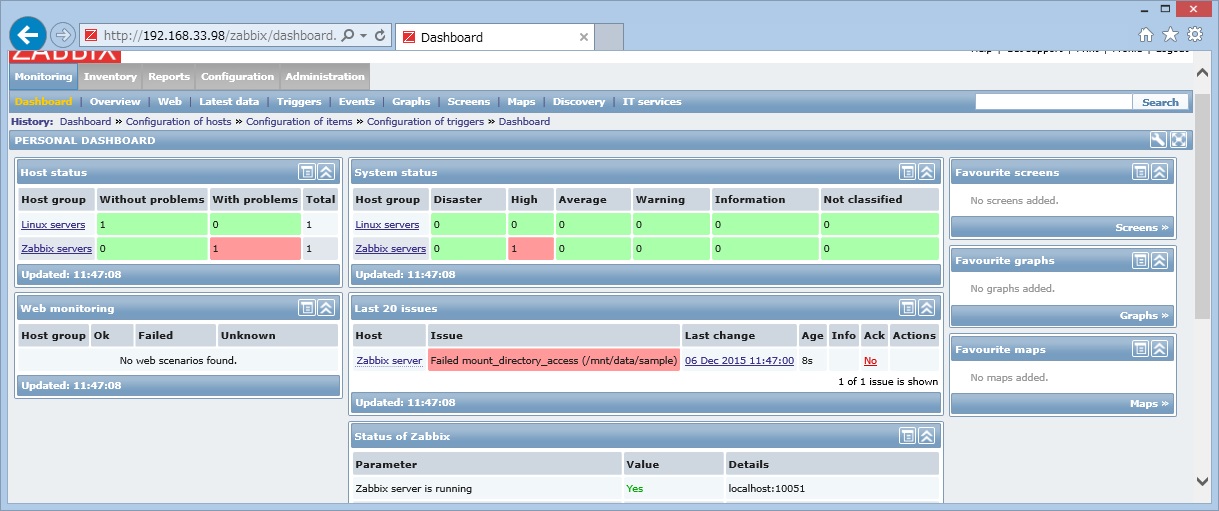 http://192.168.33.98/zabbix/dashboard.
Dashboard
ZABBIX
Help | Get support | Print | Profile | Logout
Monitoring Inventory Reports Configuration Administration
Dashboard | Overview | Web | Latest data | Triggers | Events | Graphs | Screens | Maps | Discovery | IT services Search
History: Dashboard » Configuration of hosts » Configuration of items » Configuration of triggers » Dashboard
PERSONAL DASHBOARD
Host status
Host group Without problems With problems Total
Linux servers 1 0 1
Zabbix servers 0 1 1
Updated: 11:47:08
Web monitoring
Host group Ok Failed Unknown
No web scenarios found.
Updated: 11:47:08
System status
Host group Disaster High Average Warning Information Not classified
Linux servers 0 0 0 0 0 0
Zabbix servers 0 1 0 0 0 0
Updated: 11:47:08
Last 20 issues
Host Issue Last change Age Info Ack Actions
Zabbix server Failed mount_directory_access (/mnt/data/sample) 06 Dec 2015 11:47:00 8s No
1 of 1 issue is shown
Updated: 11:47:08
Status of Zabbix
Parameter Value Details
Zabbix server is running Yes localhost:10051
Favourite screens
No screens added.
Screens »
Favourite graphs
No graphs added.
Graphs »
Favourite maps
No maps added.
Maps »